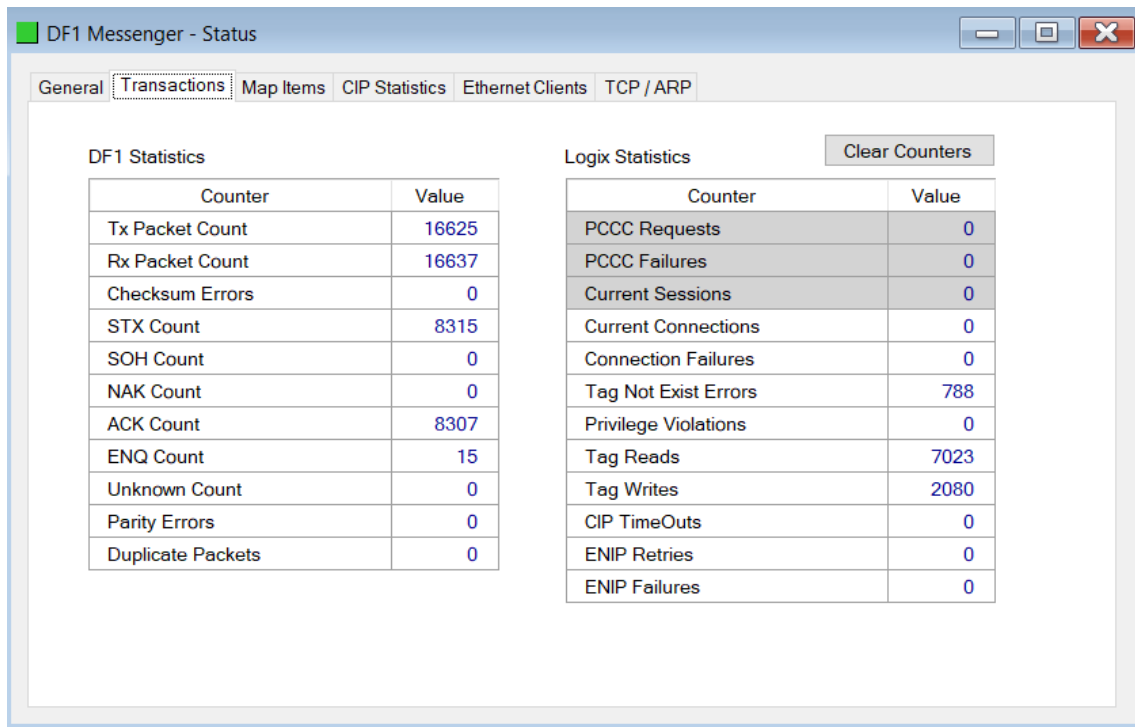 DF1 Messenger - Status
General Transactions Map Items CIP Statistics Ethernet Clients TCP / ARP
DF1 Statistics
Counter Value
Tx Packet Count 16625
Rx Packet Count 16637
Checksum Errors 0
STX Count 8315
SOH Count 0
NAK Count 0
ACK Count 8307
ENQ Count 15
Unknown Count 0
Parity Errors 0
Duplicate Packets 0
Logix Statistics
Clear Counters
Counter Value
PCCC Requests 0
PCCC Failures 0
Current Sessions 0
Current Connections 0
Connection Failures 0
Tag Not Exist Errors 788
Privilege Violations 0
Tag Reads 7023
Tag Writes 2080
CIP TimeOuts 0
ENIP Retries 0
ENIP Failures 0